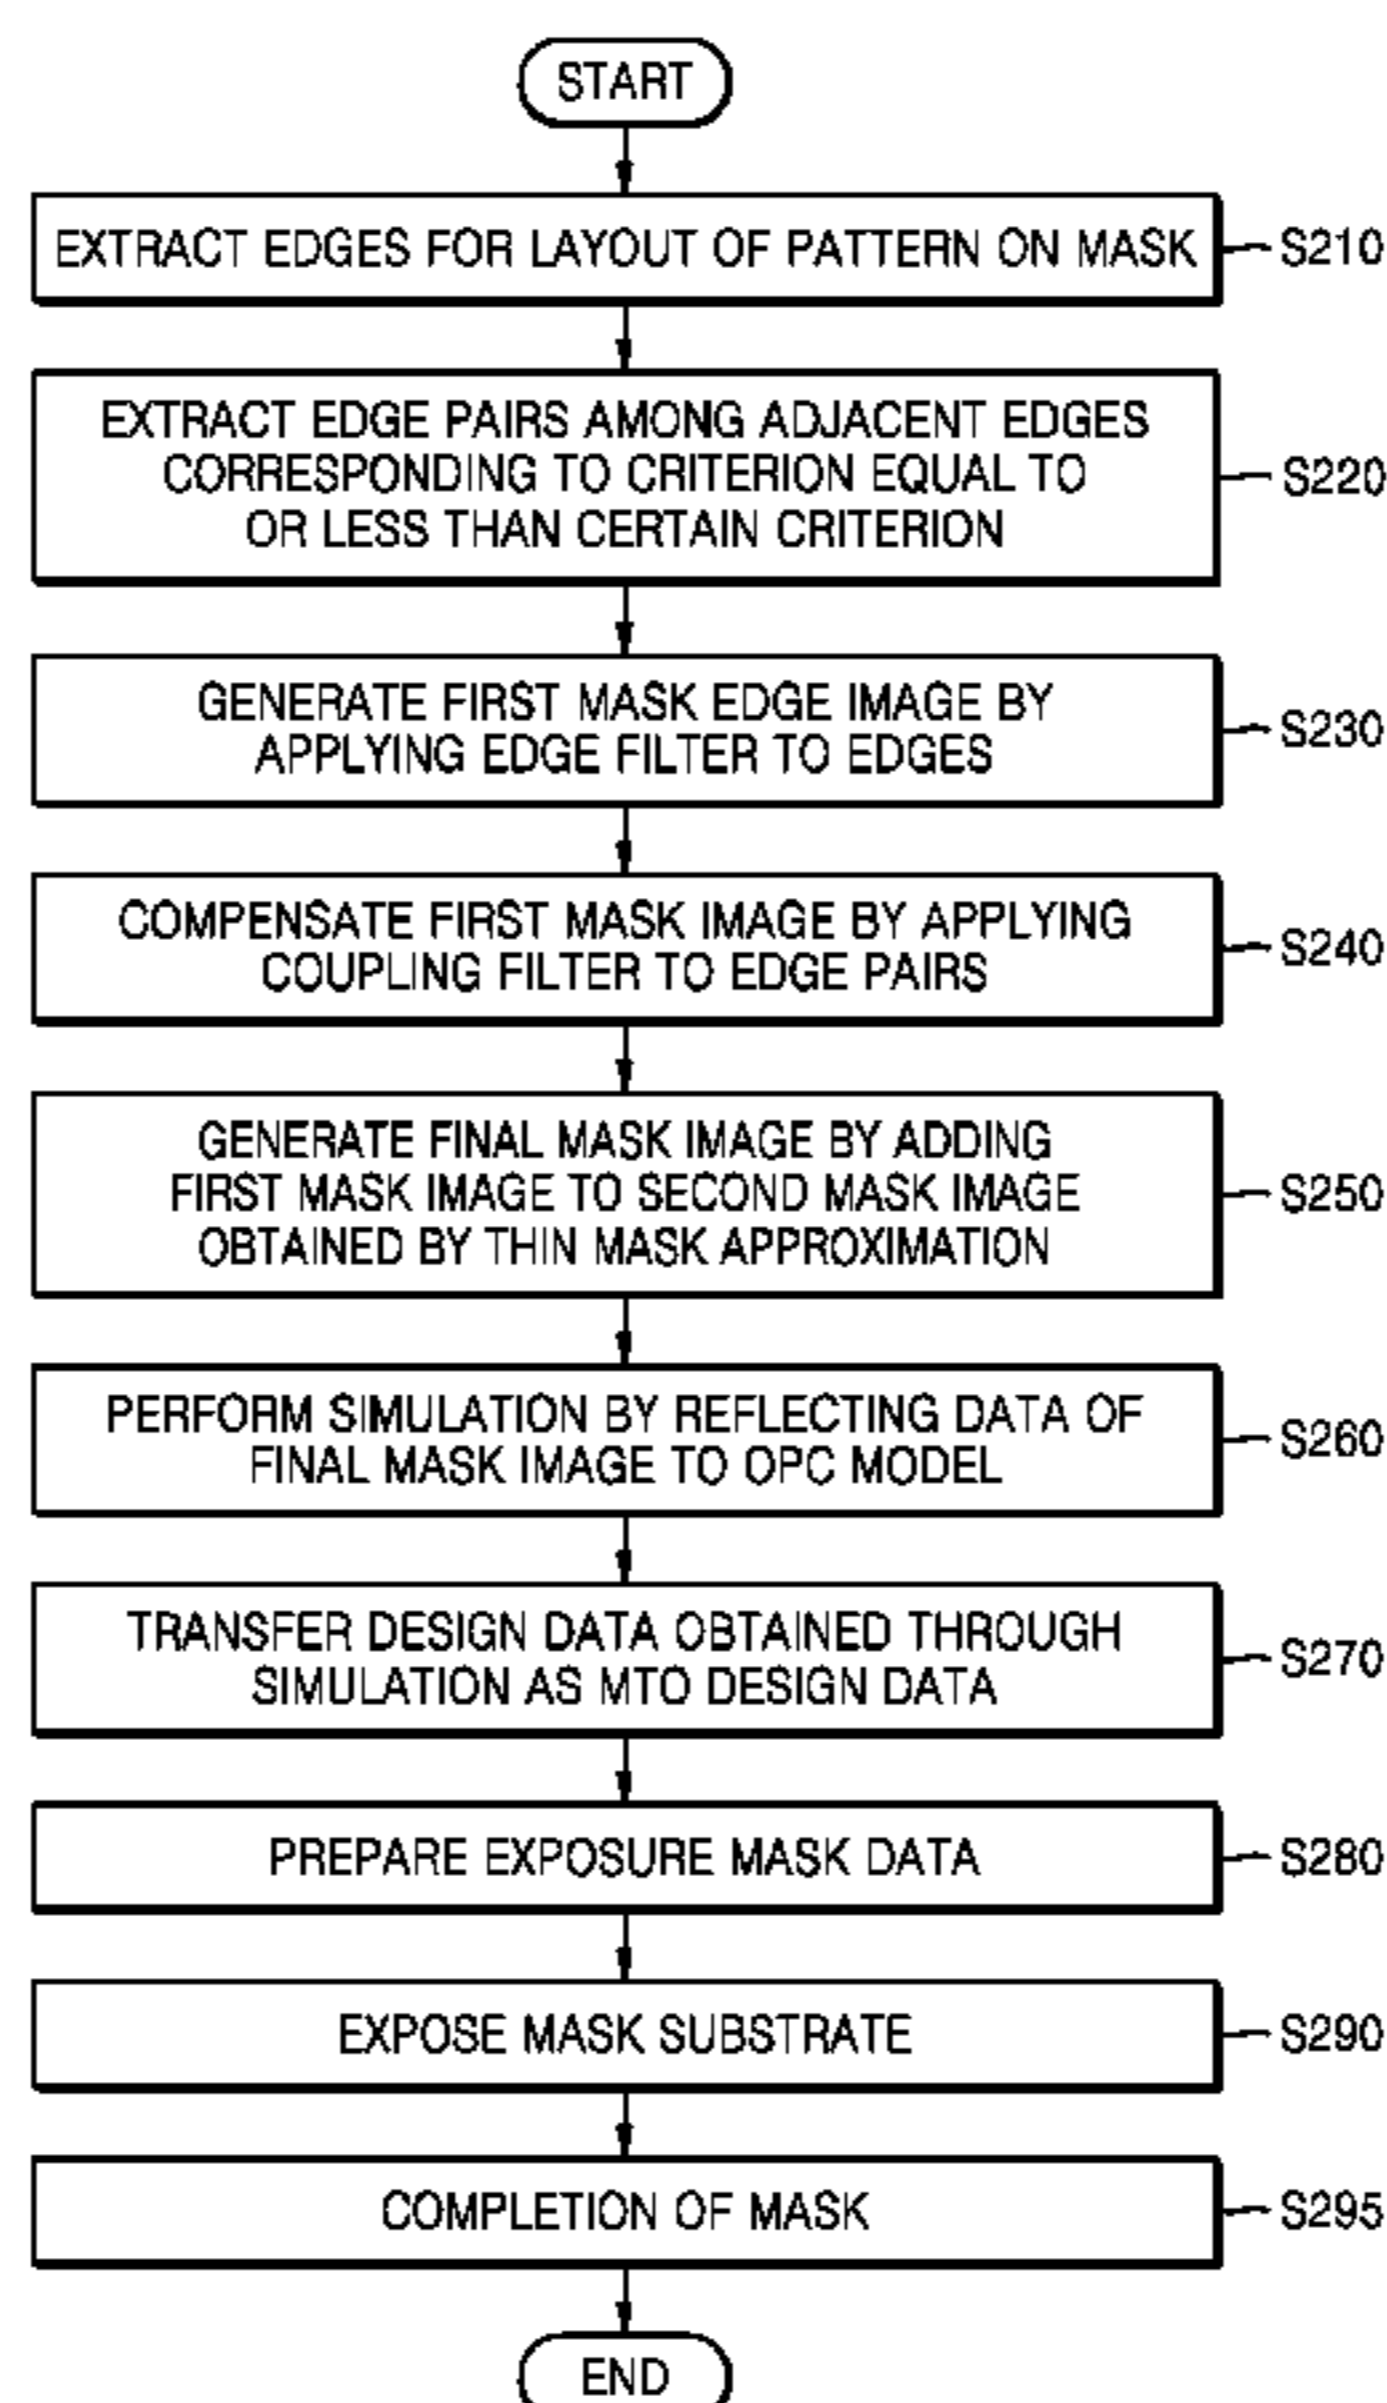 START
EXTRACT EDGES FOR LAYOUT OF PATTERN ON MASK
S210
EXTRACT EDGE PAIRS AMONG ADJACENT EDGES
CORRESPONDING TO CRITERION EQUAL TO
OR LESS THAN CERTAIN CRITERION
S220
GENERATE FIRST MASK EDGE IMAGE BY
APPLYING EDGE FILTER TO EDGES
S230
COMPENSATE FIRST MASK IMAGE BY APPLYING
COUPLING FILTER TO EDGE PAIRS
S240
GENERATE FINAL MASK IMAGE BY ADDING
FIRST MASK IMAGE TO SECOND MASK IMAGE
OBTAINED BY THIN MASK APPROXIMATION
S250
PERFORM SIMULATION BY REFLECTING DATA OF
FINAL MASK IMAGE TO OPC MODEL
S260
TRANSFER DESIGN DATA OBTAINED THROUGH
SIMULATION AS MTO DESIGN DATA
S270
PREPARE EXPOSURE MASK DATA
S280
EXPOSE MASK SUBSTRATE
S290
COMPLETION OF MASK
S295
END